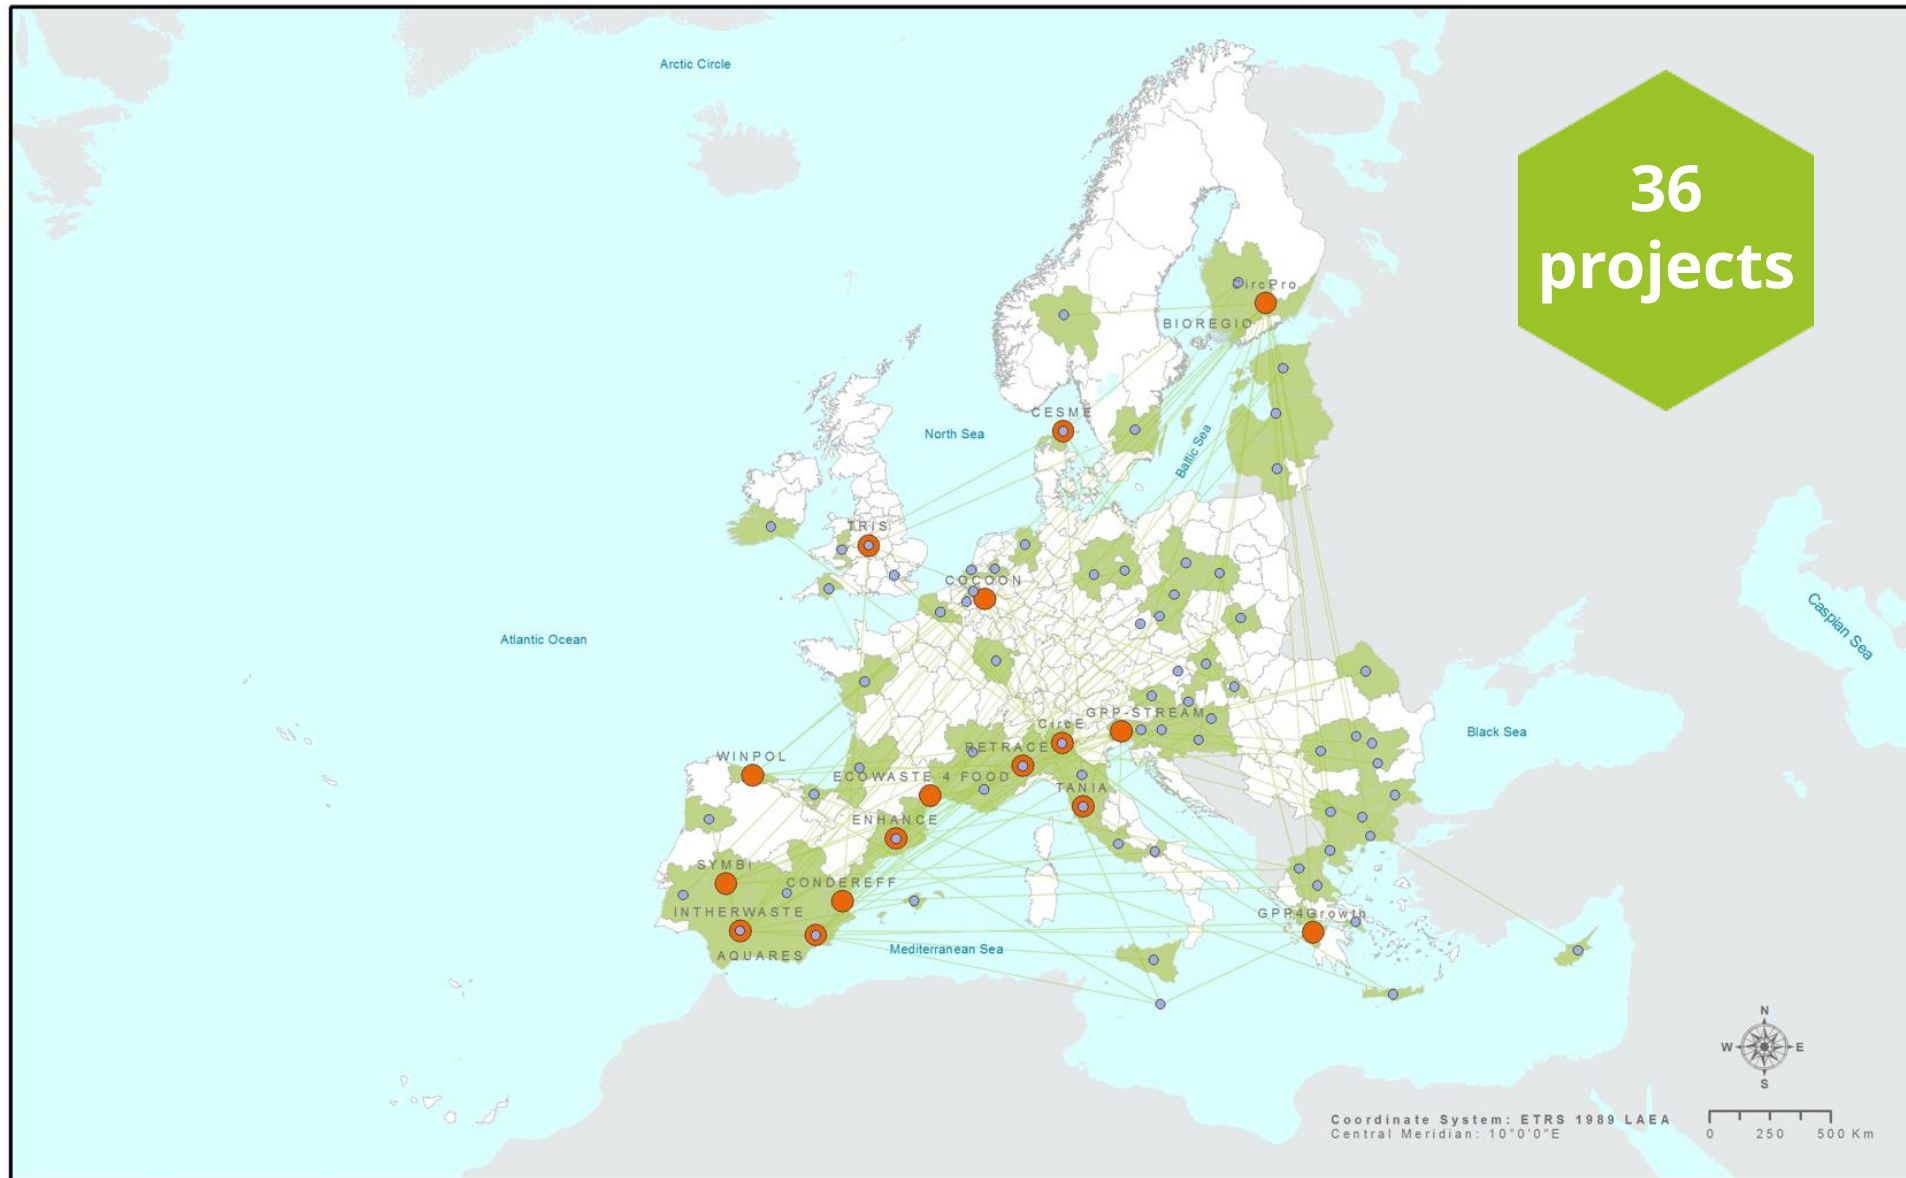 Arctic Circle
36
projects
CircPro
BIOREGIO
CESME
North Sea
Baltic Sea
TRIS
COCOON
Caspian Sea
Atlantic Ocean
GPP-STREAM
CircE
Black Sea
RETRACE
WINPOL
ECOWASTE 4 FOOD
TANIA
ENHANCE
SYMBI
CONDEREFF
INTHERWASTE
GPP4Growth
Mediterranean Sea
AQUARES
N
W E
S
Coordinate System: ETRS 1989 LAEA
Central Meridian: 10°0'0"E
0 250 500 Km